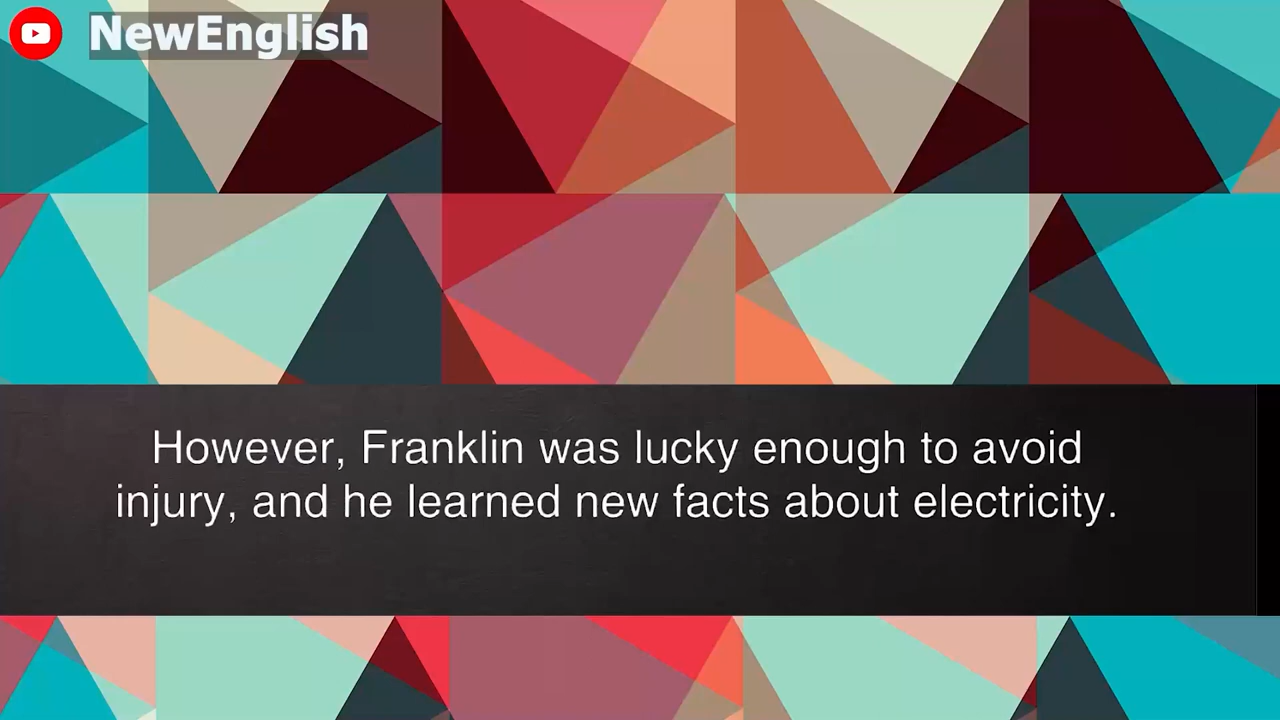 NewEnglish
However, Franklin was lucky enough to avoid
injury, and he learned new facts about electricity.